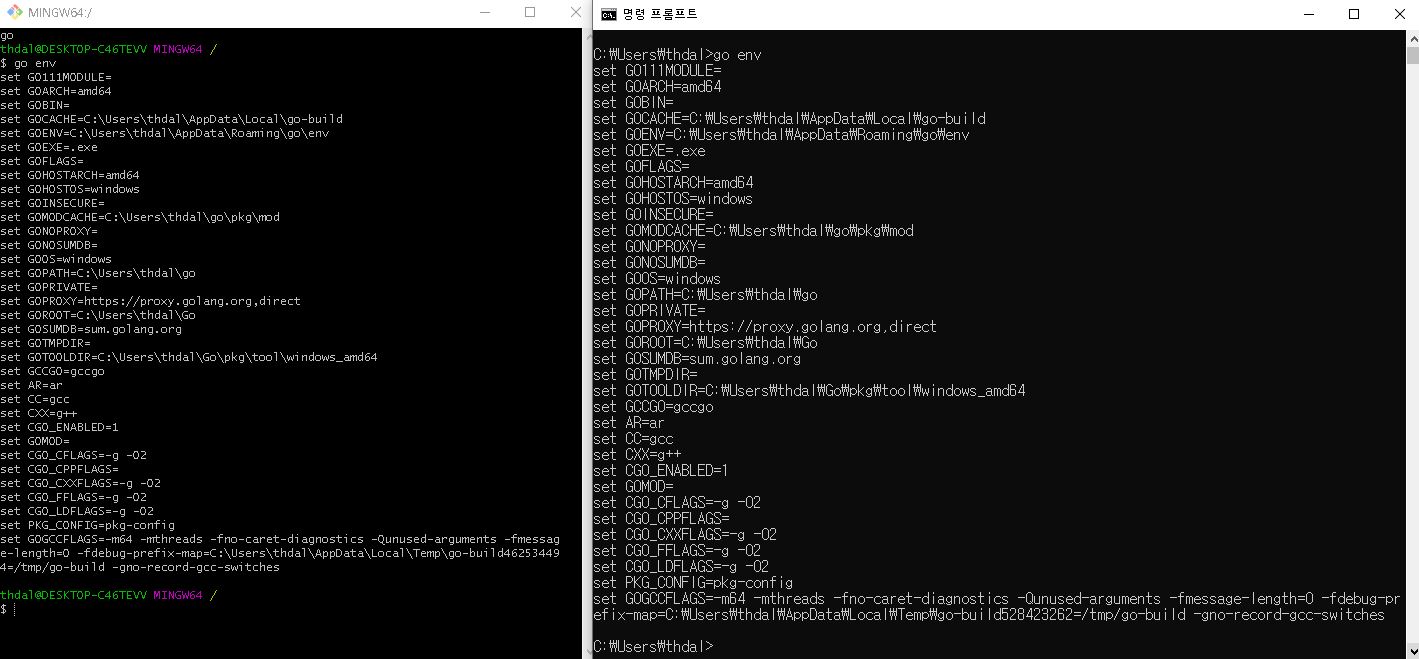 MINGW64:/
go
thdal@DESKTOP-C46TEVV MINGW64 /
$ go env
set GO111MODULE=
set GOARCH=amd64
set GOBIN=
set GOCACHE=C:\Users\thdal\AppData\Local\go-build
set GOENV=C:\Users\thdal\AppData\Roaming\go\env
set GOEXE=.exe
set GOFLAGS=
set GOHOSTARCH=amd64
set GOHOSTOS=windows
set GOINSECURE=
set GOMODCACHE=C:\Users\thdal\go\pkg\mod
set GONOPROXY=
set GONOSUMDB=
set GOOS=windows
set GOPATH=C:\Users\thdal\go
set GOPRIVATE=
set GOPROXY=https://proxy.golang.org,direct
set GOROOT=C:\Users\thdal\Go
set GOSUMDB=sum.golang.org
set GOTMPDIR=
set GOTOOLDIR=C:\Users\thdal\Go\pkg\tool\windows_amd64
set GCCGO=gccgo
set AR=ar
set CC=gcc
set CXX=g++
set CGO_ENABLED=1
set GOMOD=
set CGO_CFLAGS=-g -O2
set CGO_CPPFLAGS=
set CGO_CXXFLAGS=-g -O2
set CGO_FFLAGS=-g -O2
set CGO_LDFLAGS=-g -O2
set PKG_CONFIG=pkg-config
set GOGCCFLAGS=-m64 -mthreads -fno-caret-diagnostics -Qunused-arguments -fmessag
e-length=0 -fdebug-prefix-map=C:\Users\thdal\AppData\Local\Temp\go-build46253449
4=/tmp/go-build -gno-record-gcc-switches
thdal@DESKTOP-C46TEVV MINGW64 /
$
명령 프롬프트
C:₩Users₩thdal>go env
set GO111MODULE=
set GOARCH=amd64
set GOBIN=
set GOCACHE=C:₩Users₩thdal₩AppData₩Local₩go-build
set GOENV=C:₩Users₩thdal₩AppData₩Roaming₩go₩env
set GOEXE=.exe
set GOFLAGS=
set GOHOSTARCH=amd64
set GOHOSTOS=windows
set GOINSECURE=
set GOMODCACHE=C:₩Users₩thdal₩go₩pkg₩mod
set GONOPROXY=
set GONOSUMDB=
set GOOS=windows
set GOPATH=C:₩Users₩thdal₩go
set GOPRIVATE=
set GOPROXY=https://proxy.golang.org,direct
set GOROOT=C:₩Users₩thdal₩Go
set GOSUMDB=sum.golang.org
set GOTMPDIR=
set GOTOOLDIR=C:₩Users₩thdal₩Go₩pkg₩tool₩windows_amd64
set GCCGO=gccgo
set AR=ar
set CC=gcc
set CXX=g++
set CGO_ENABLED=1
set GOMOD=
set CGO_CFLAGS=-g -O2
set CGO_CPPFLAGS=
set CGO_CXXFLAGS=-g -O2
set CGO_FFLAGS=-g -O2
set CGO_LDFLAGS=-g -O2
set PKG_CONFIG=pkg-config
set GOGCCFLAGS=-m64 -mthreads -fno-caret-diagnostics -Qunused-arguments -fmessage-length=0 -fdebug-pr
efix-map=C:₩Users₩thdal₩AppData₩Local₩Temp₩go-build528423262=/tmp/go-build -gno-record-gcc-switches
C:₩Users₩thdal>